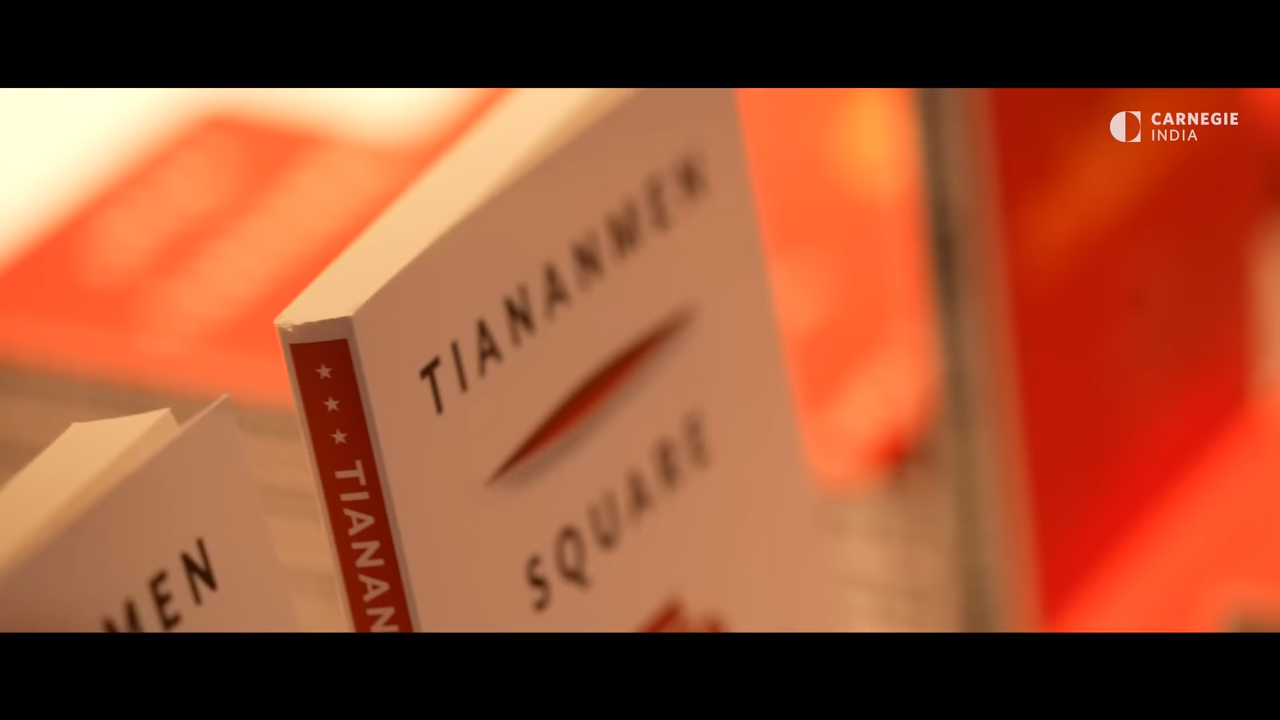 CARNEGIE
INDIA
TIANANMEN
SQUARE
★★★ TIANAN
MEN